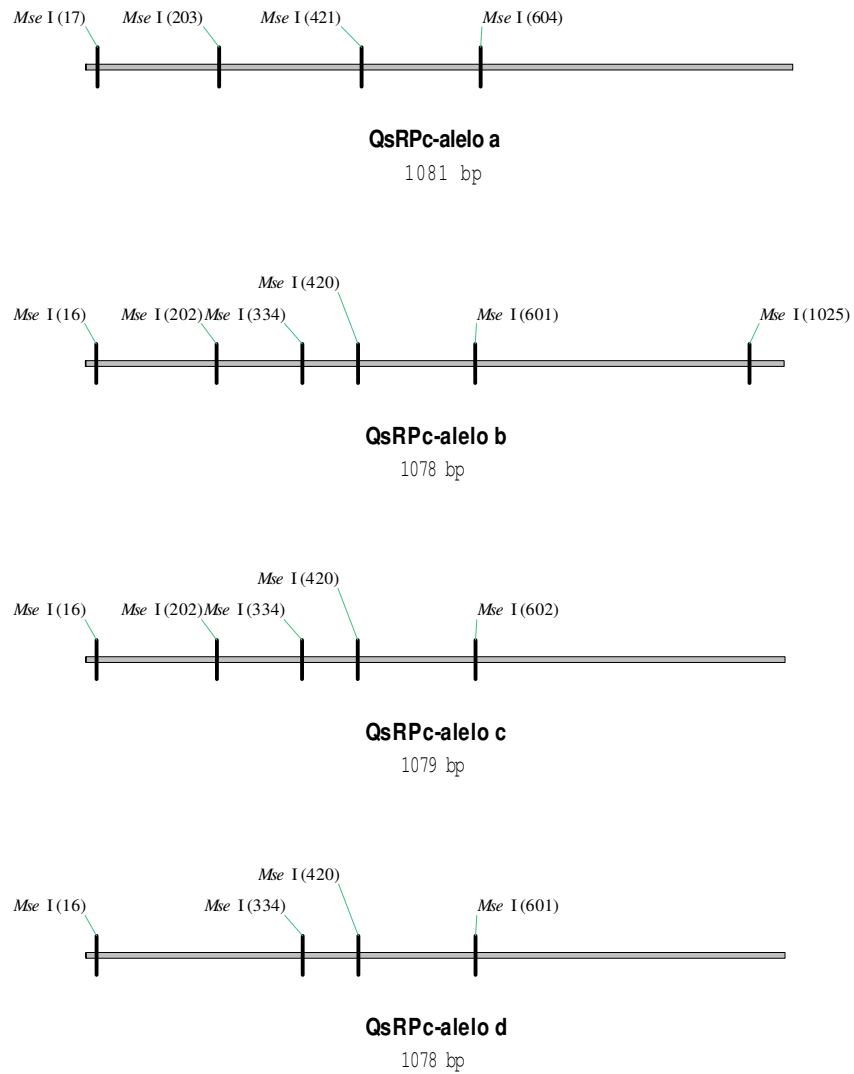 Mse I (17) Mse I (203) Mse I (421) Mse I (604)
QsRPc-alelo a
1081 bp
Mse I (420)
Mse I (16) Mse I (202) Mse I (334) Mse I (601) Mse I (1025)
QsRPc-alelo b
1078 bp
Mse I (420)
Mse I (16) Mse I (202) Mse I (334) Mse I (602)
QsRPc-alelo c
1079 bp
Mse I (420)
Mse I (16) Mse I (334) Mse I (601)
QsRPc-alelo d
1078 bp